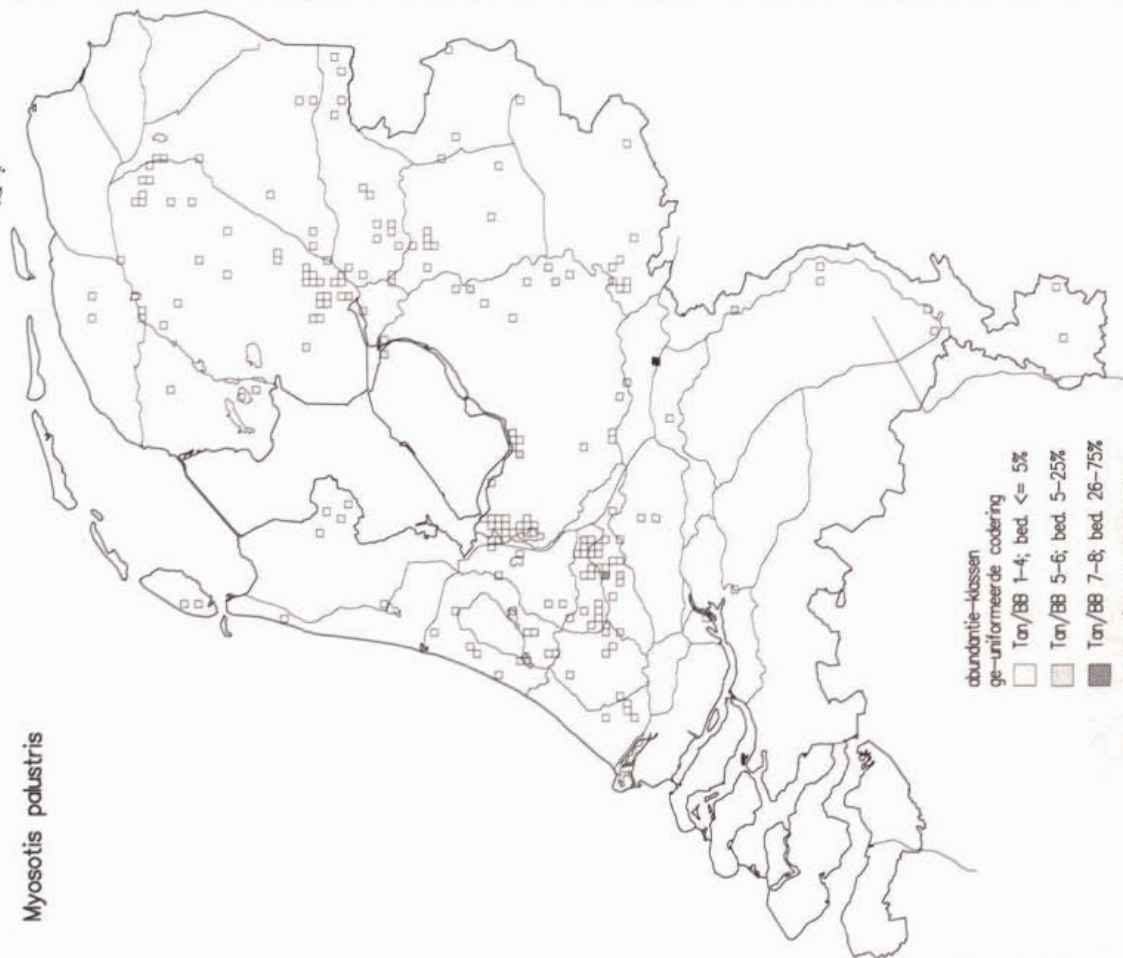 Myosotis palustris
abundantie-klassen
ge-uniformeerde codering
Tan/BB 1-4; bed. <= 5%
Tan/BB 5-6; bed. 5-25%
Tan/BB 7-8; bed. 26-75%